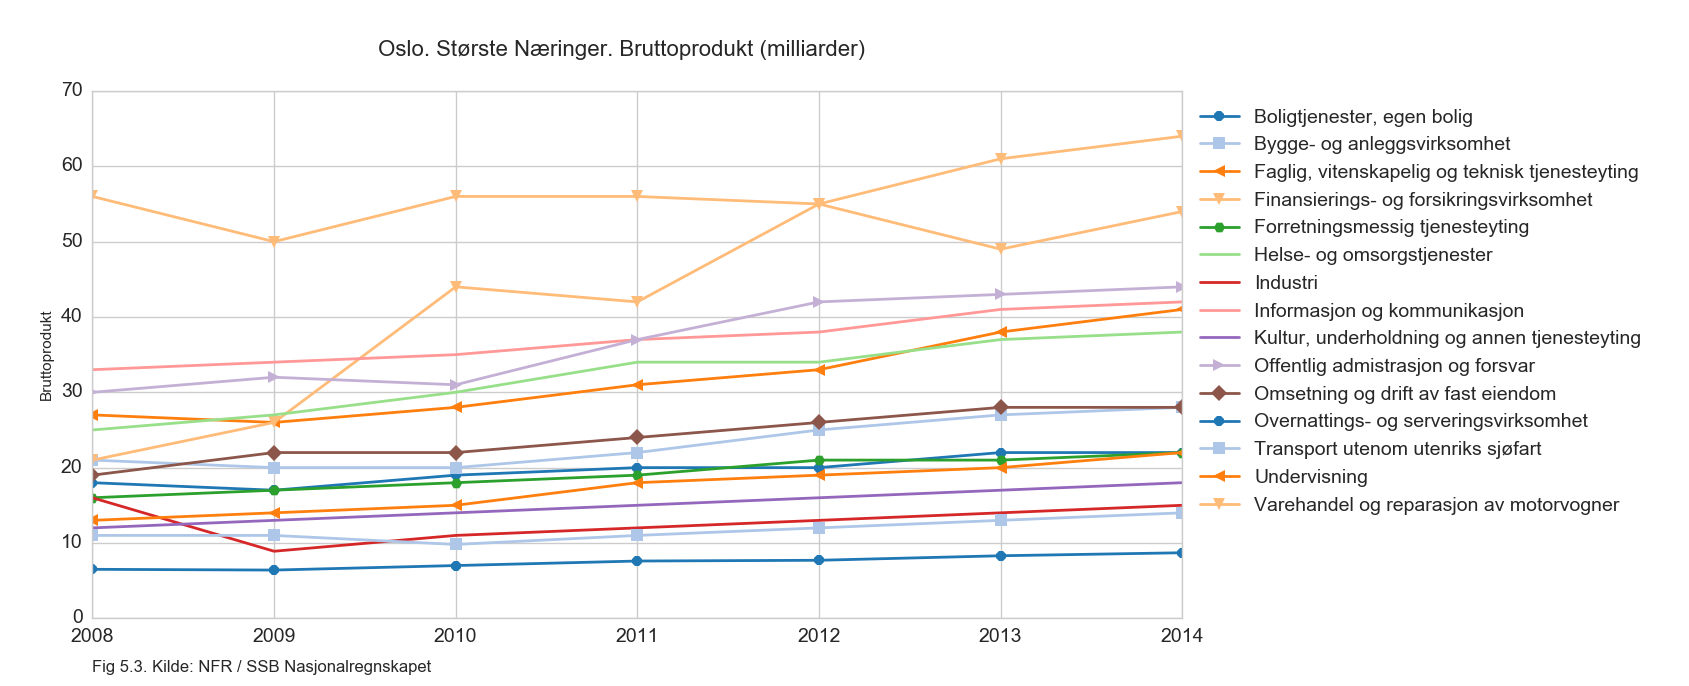 Oslo. Største Næringer. Bruttoprodukt (milliarder)
70
60
50
40
30
20
10
0
Bruttoprodukt
2008 2009 2010 2011 2012 2013 2014
Boligtjenester, egen bolig
Bygge- og anleggsvirksomhet
Faglig, vitenskapelig og teknisk tjenesteyting
Finansierings- og forsikringsvirksomhet
Forretningsmessig tjenesteyting
Helse- og omsorgstjenester
Industri
Informasjon og kommunikasjon
Kultur, underholdning og annen tjenesteyting
Offentlig admistrasjon og forsvar
Omsetning og drift av fast eiendom
Overnattings- og serveringsvirksomhet
Transport utenom utenriks sjøfart
Undervisning
Varehandel og reparasjon av motorvogner
Fig 5.3. Kilde: NFR / SSB Nasjonalregnskapet